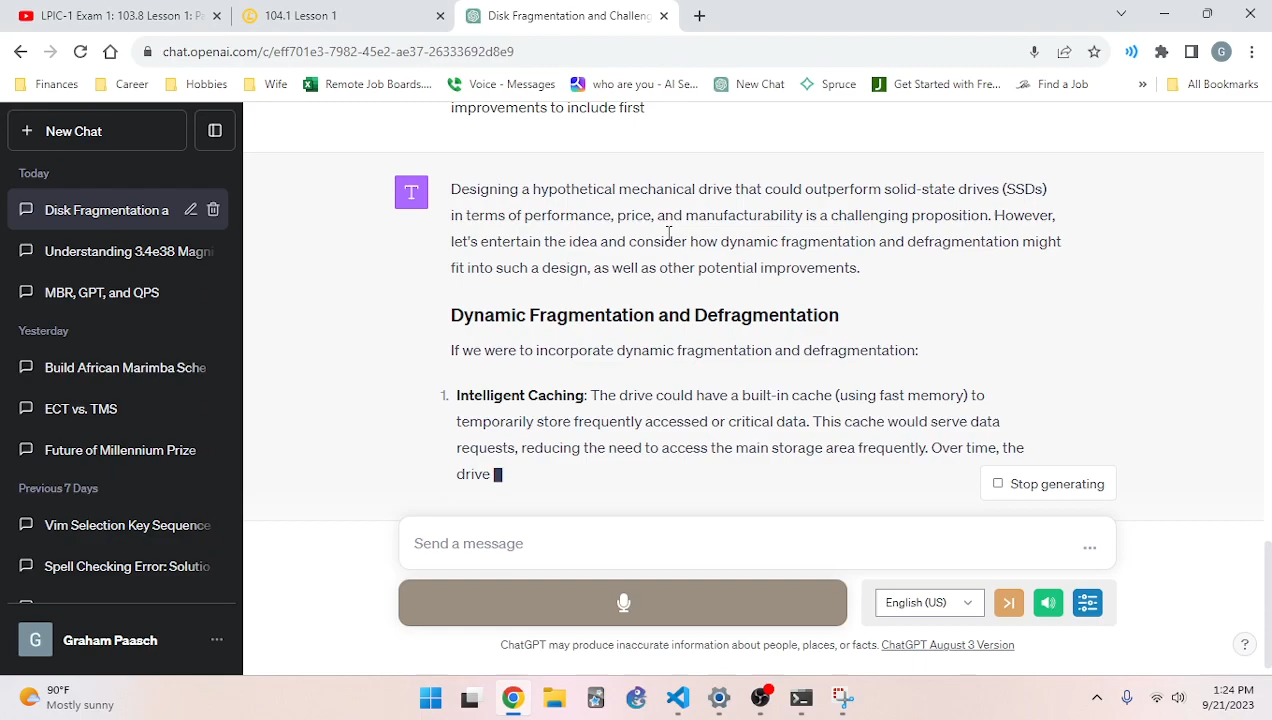 LPIC-1 Exam 1: 103.8 Lesson 1: Pa
104.1 Lesson 1
Disk Fragmentation and Challeng
chat.openai.com/c/eff701e3-7982-45e2-ae37-26333692d8e9
G
Finances
Career
Hobbies
Wife
Remote Job Boards....
Voice - Messages
who are you - AI Se...
New Chat
Spruce
Get Started with Fre...
Find a Job
»
All Bookmarks
New Chat
Today
Disk Fragmentation a
Understanding 3.4e38 Magni
MBR, GPT, and QPS
Yesterday
Build African Marimba Sche
ECT vs. TMS
Future of Millennium Prize
Previous 7 Days
Vim Selection Key Sequence
Spell Checking Error: Solutio
G
Graham Paasch
...
improvements to include first
T
Designing a hypothetical mechanical drive that could outperform solid-state drives (SSDs)
in terms of performance, price, and manufacturability is a challenging proposition. However,
let's entertain the idea and consider how dynamic fragmentation and defragmentation might
fit into such a design, as well as other potential improvements.
Dynamic Fragmentation and Defragmentation
If we were to incorporate dynamic fragmentation and defragmentation:
1. Intelligent Caching: The drive could have a built-in cache (using fast memory) to
temporarily store frequently accessed or critical data. This cache would serve data
requests, reducing the need to access the main storage area frequently. Over time, the
drive
Stop generating
Send a message
...
English (US)
ChatGPT may produce inaccurate information about people, places, or facts. ChatGPT August 3 Version
?
90°F
Mostly sunny
1:24 PM
9/21/2023